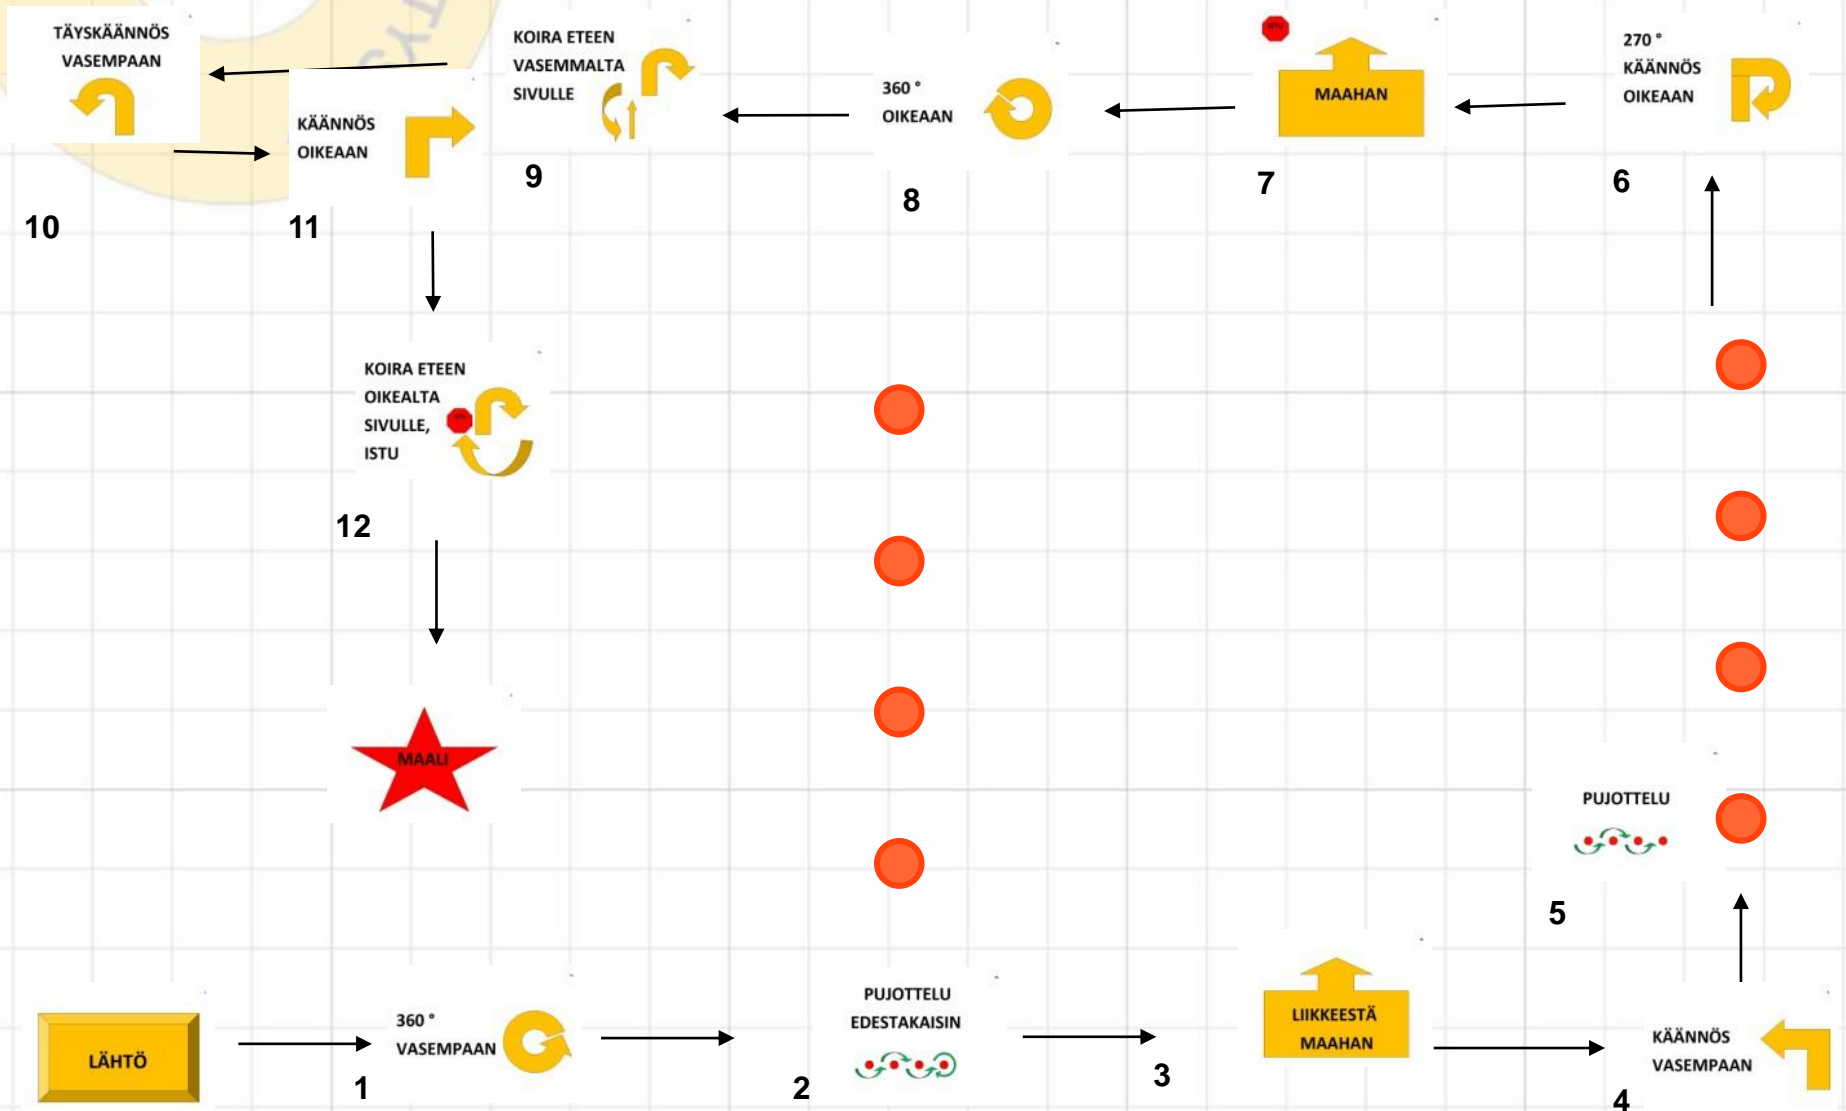 TÄYSKÄÄNNÖS
VASEMPAAN
10
KÄÄNNÖS
OIKEAAN
11
KOIRA ETEEN
VASEMMALTA
SIVULLE
9
360 °
OIKEAAN
8
MAAHAN
7
270 °
KÄÄNNÖS
OIKEAAN
6
KOIRA ETEEN
OIKEALTA
SIVULLE,
ISTU
12
MAALI
PUJOTTELU
5
LÄHTÖ
360 °
VASEMPAAN
1
PUJOTTELU
EDESTAKAISIN
2
LIIKKEESTÄ
MAAHAN
3
KÄÄNNÖS
VASEMPAAN
4